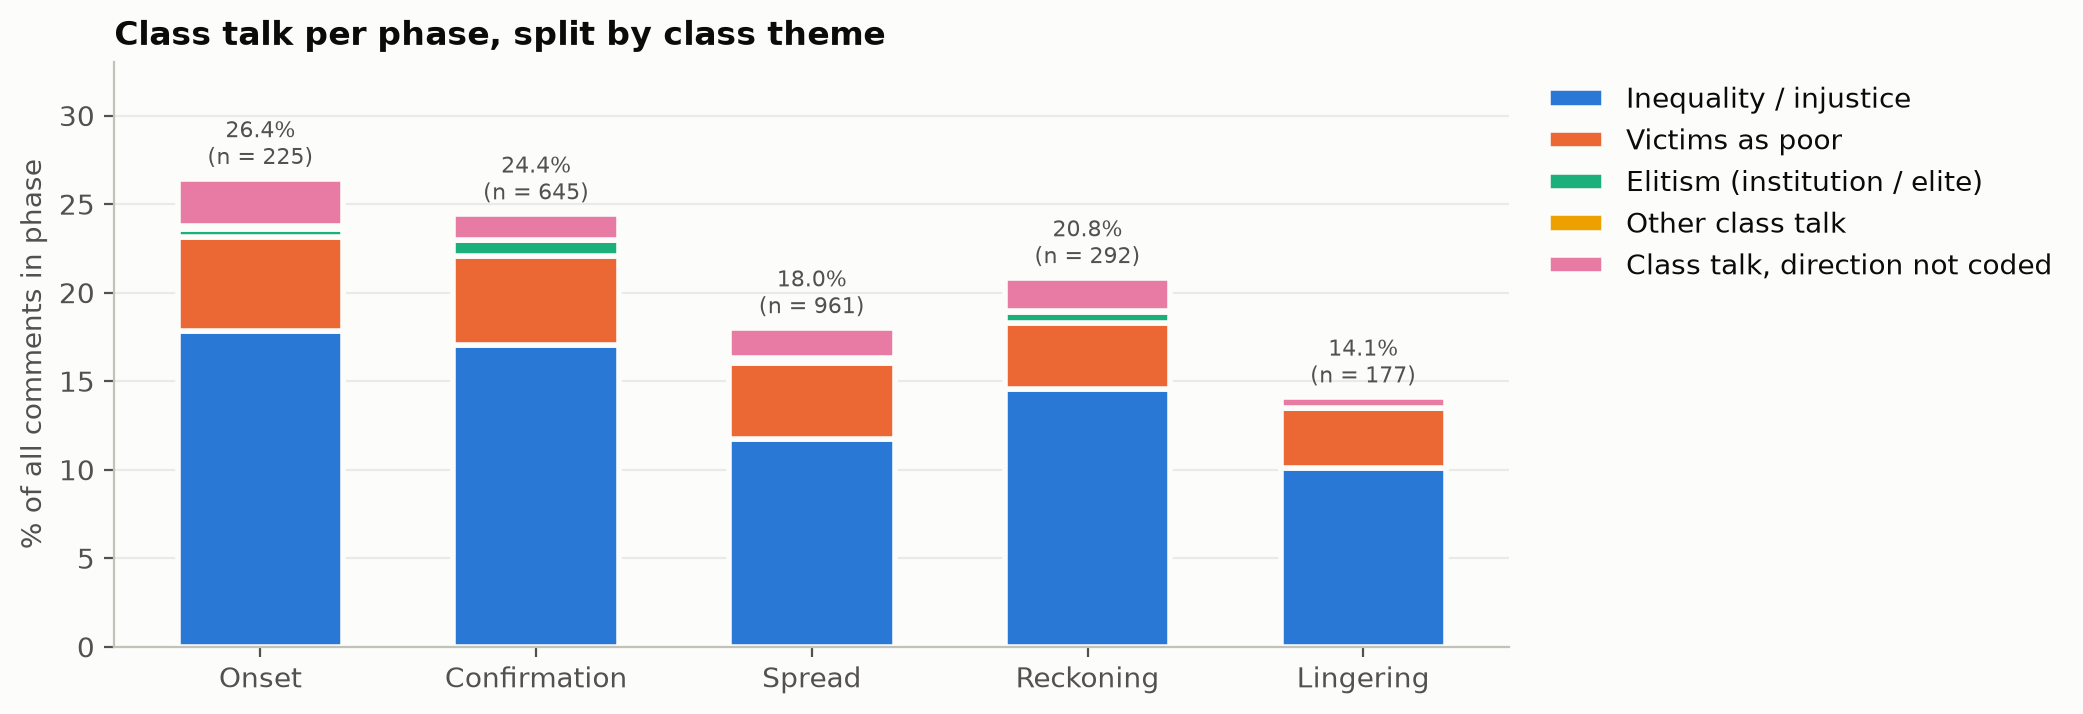 Class talk per phase, split by class theme
% of all comments in phase
30
25
20
15
10
5
0
26.4%
(n = 225)
24.4%
(n = 645)
18.0%
(n = 961)
20.8%
(n = 292)
14.1%
(n = 177)
Onset
Confirmation
Spread
Reckoning
Lingering
Inequality / injustice
Victims as poor
Elitism (institution / elite)
Other class talk
Class talk, direction not coded